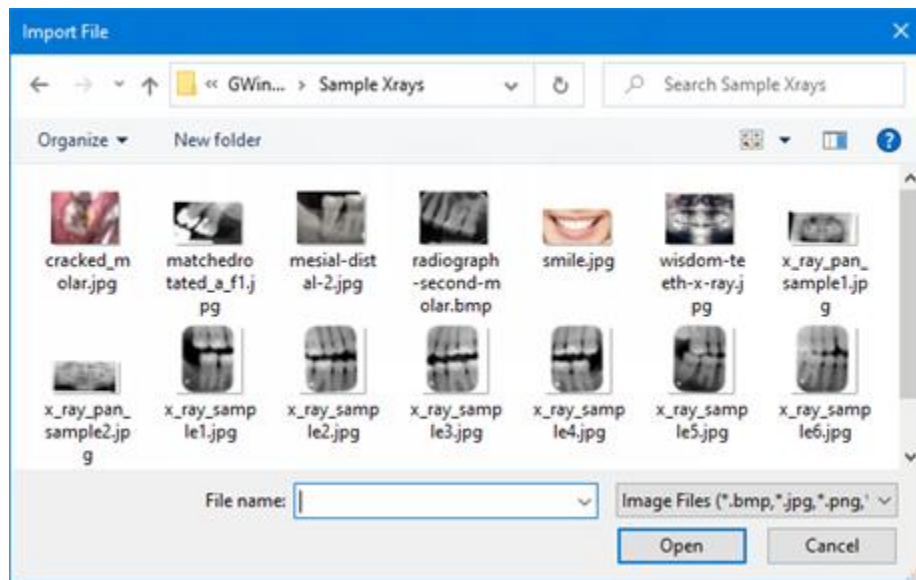 Import File
« GWin... › Sample Xrays
Search Sample Xrays
Organize
New folder
cracked_m
olar.jpg
matchedro
tated_a_f1.j
pg
mesial-dist
al-2.jpg
radiograph
-second-m
olar.bmp
smile.jpg
wisdom-te
eth-x-ray.j
pg
x_ray_pan_
sample1.jp
g
x_ray_pan_
sample2.jp
g
x_ray_samp
le1.jpg
x_ray_samp
le2.jpg
x_ray_samp
le3.jpg
x_ray_samp
le4.jpg
x_ray_samp
le5.jpg
x_ray_samp
le6.jpg
File name:
Image Files (*.bmp,*.jpg,*.png,*
Open
Cancel